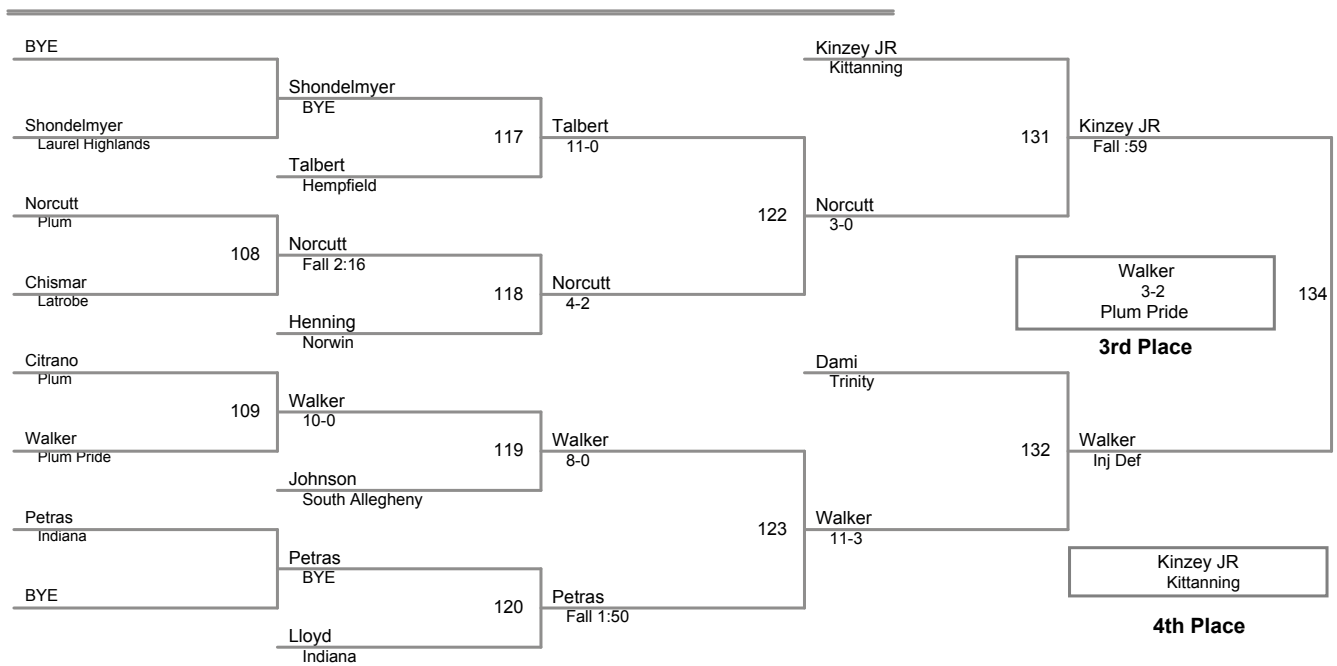 BYE
Shondelmyer
Laurel Highlands
Norcutt
Plum
108
Chismar
Latrobe
Citrano
Plum
109
Walker
Plum Pride
Petras
Indiana
BYE
Shondelmyer
BYE
117
Talbert
Hempfield
Norcutt
Fall 2:16
118
Henning
Norwin
Walker
10-0
119
Johnson
South Allegheny
Petras
BYE
120
Lloyd
Indiana
Talbert
11-0
122
Norcutt
4-2
Walker
8-0
123
Petras
Fall 1:50
Kinzey JR
Kittanning
131
Norcutt
3-0
Dami
Trinity
132
Walker
11-3
Kinzey JR
Fall :59
134
Walker
Inj Def
Walker
3-2
Plum Pride
3rd Place
Kinzey JR
Kittanning
4th Place